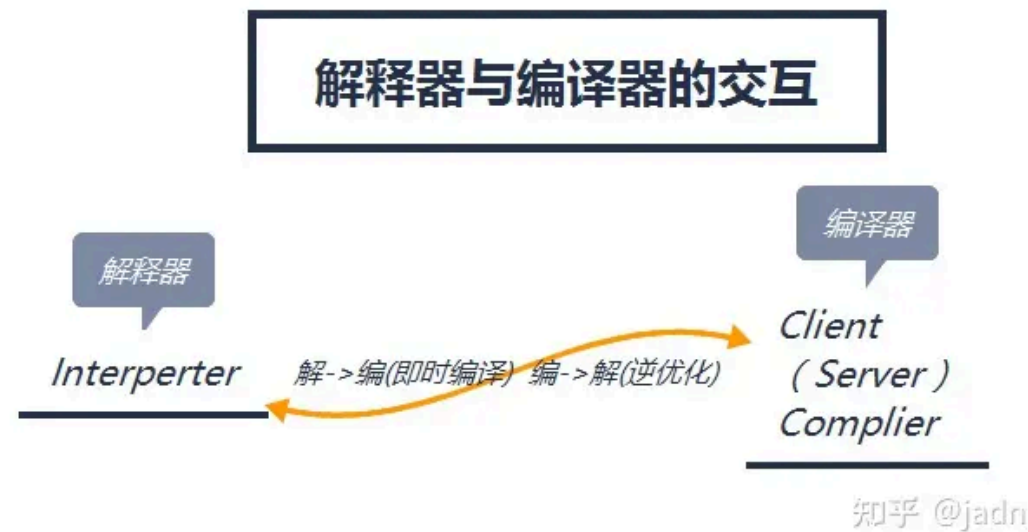 解释器与编译器的交互
编译器
解释器
Client
Interperter
解->编(即时编译) 编->解(逆优化)
（Server）
Complier
知乎 @jadn